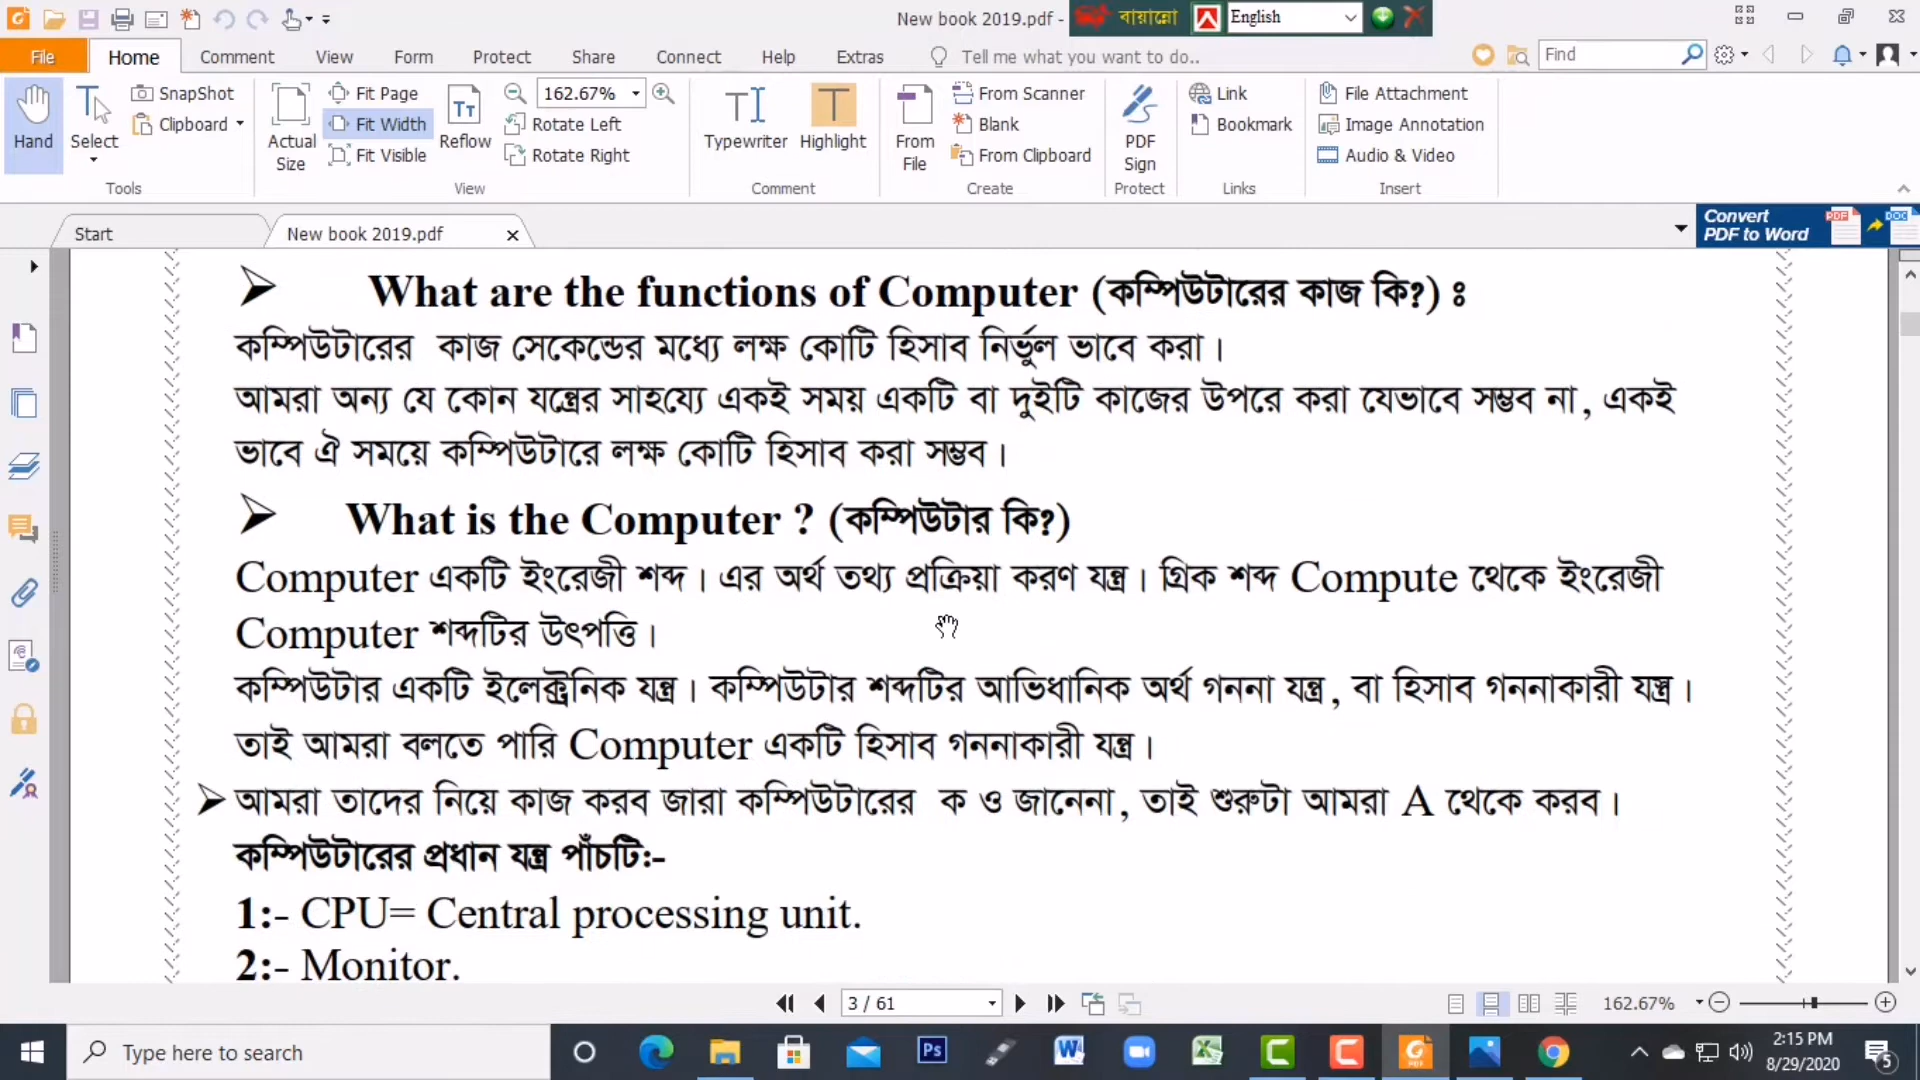 New book 2019.pdf - বায়ান্নো English
File Home Comment View Form Protect Share Connect Help Extras Tell me what you want to do.. Find
Hand Select SnapShot Clipboard Actual Size Fit Page Fit Width Fit Visible Reflow 162.67% Rotate Left Rotate Right Typewriter Highlight From File From Scanner Blank From Clipboard PDF Sign Link Bookmark File Attachment Image Annotation Audio & Video
Tools View Comment Create Protect Links Insert
Start New book 2019.pdf Convert PDF to Word PDF DOC
➢ What are the functions of Computer (কম্পিউটারের কাজ কি?) ঃ
কম্পিউটারের কাজ সেকেন্ডের মধ্যে লক্ষ কোটি হিসাব নির্ভুল ভাবে করা।
আমরা অন্য যে কোন যন্ত্রের সাহয্যে একই সময় একটি বা দুইটি কাজের উপরে করা যেভাবে সম্ভব না, একই
ভাবে ঐ সময়ে কম্পিউটারে লক্ষ কোটি হিসাব করা সম্ভব।
➢ What is the Computer ? (কম্পিউটার কি?)
Computer একটি ইংরেজী শব্দ। এর অর্থ তথ্য প্রক্রিয়া করণ যন্ত্র। গ্রিক শব্দ Compute থেকে ইংরেজী
Computer শব্দটির উৎপত্তি।
কম্পিউটার একটি ইলেক্ট্রনিক যন্ত্র। কম্পিউটার শব্দটির আভিধানিক অর্থ গননা যন্ত্র, বা হিসাব গননাকারী যন্ত্র।
তাই আমরা বলতে পারি Computer একটি হিসাব গননাকারী যন্ত্র।
➢ আমরা তাদের নিয়ে কাজ করব জারা কম্পিউটারের ক ও জানেনা, তাই শুরুটা আমরা A থেকে করব।
কম্পিউটারের প্রধান যন্ত্র পাঁচটি:-
1:- CPU= Central processing unit.
2:- Monitor.
3 / 61 162.67%
Type here to search Ps 2:15 PM
8/29/2020 5